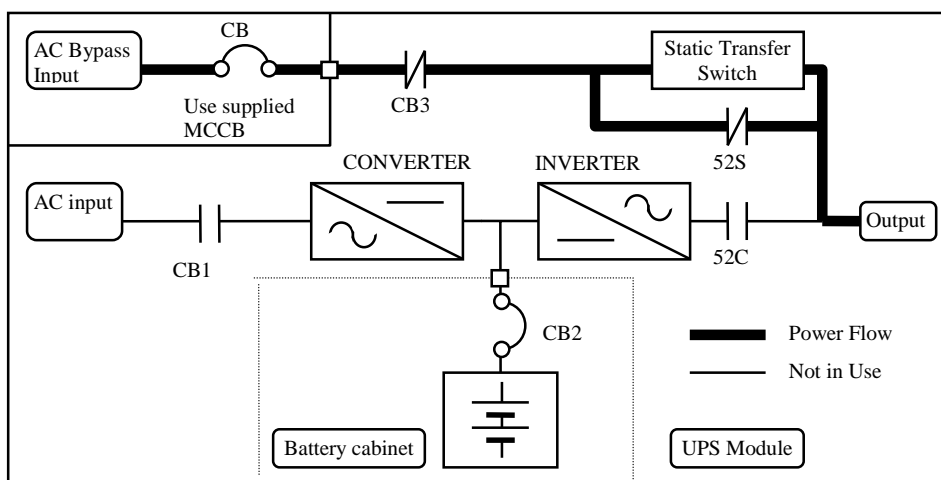 AC Bypass
Input
CB
Use supplied
MCCB
CB3
Static Transfer
Switch
52S
CONVERTER
INVERTER
AC input
CB1
52C
Output
CB2
Power Flow
Not in Use
Battery cabinet
UPS Module